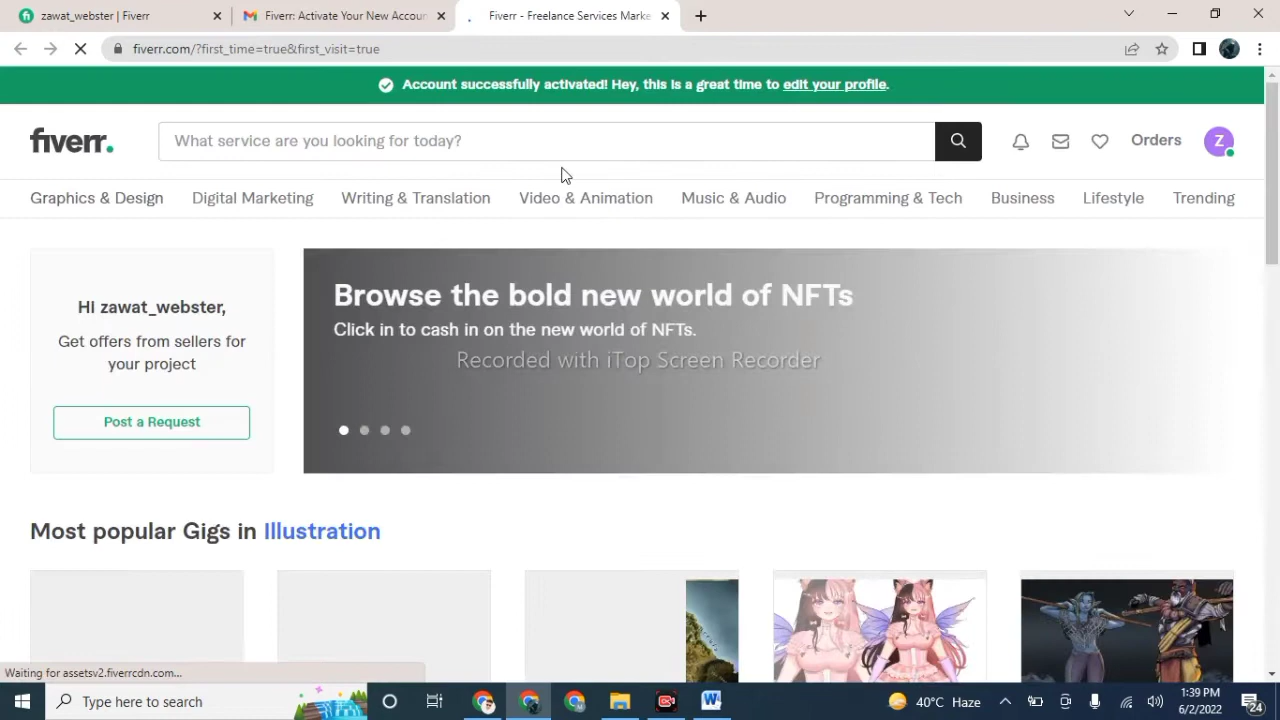 zawat_webster | Fiverr
Fiverr: Activate Your New Accoun
Fiverr - Freelance Services Marke
fiverr.com/?first_time=true&first_visit=true
Account successfully activated! Hey, this is a great time to edit your profile.
fiverr.
What service are you looking for today?
Orders
Z
Graphics & Design
Digital Marketing
Writing & Translation
Video & Animation
Music & Audio
Programming & Tech
Business
Lifestyle
Trending
Hi zawat_webster,
Get offers from sellers for
your project
Post a Request
Browse the bold new world of NFTs
Click in to cash in on the new world of NFTs.
Recorded with iTop Screen Recorder
Most popular Gigs in Illustration
Waiting for assetsv2.fiverrcdn.com...
Type here to search
40°C Haze
1:39 PM
6/2/2022
24